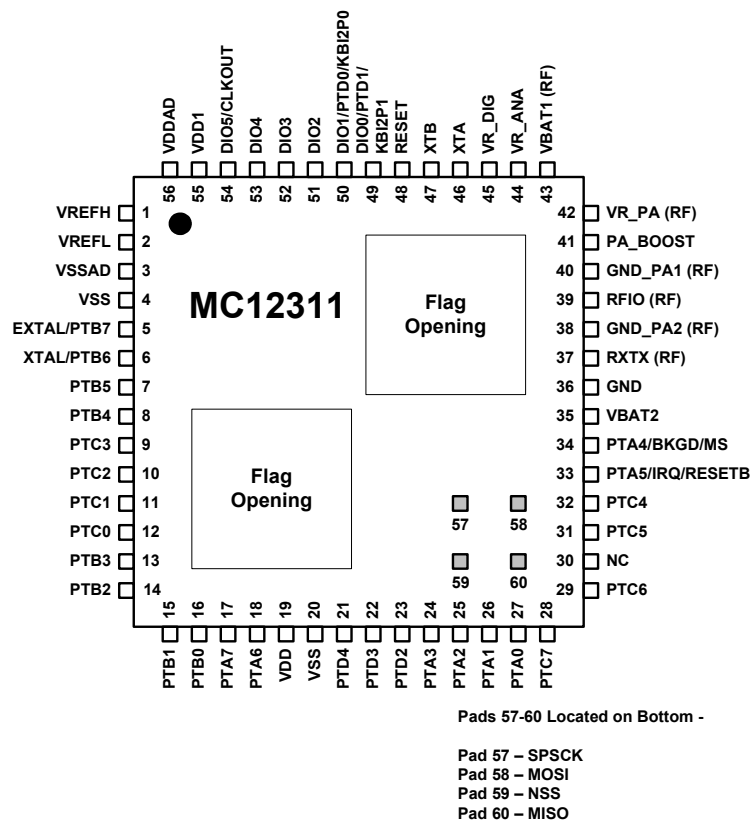 VDDAD
VDD1
DIO5/CLKOUT
DIO4
DIO3
DIO2
DIO1/PTD0/KBI2P0
DIO0/PTD1/
KBI2P1
RESET
XTB
XTA
VR_DIG
VR_ANA
VBAT1 (RF)
56 55 54 53 52 51 50 49 48 47 46 45 44 43
VREFH 1
VREFL 2
VSSAD 3
VSS 4
EXTAL/PTB7 5
XTAL/PTB6 6
PTB5 7
PTB4 8
PTC3 9
PTC2 10
PTC1 11
PTC0 12
PTB3 13
PTB2 14
MC12311
Flag
Opening
Flag
Opening
57 58
59 60
42 VR_PA (RF)
41 PA_BOOST
40 GND_PA1 (RF)
39 RFIO (RF)
38 GND_PA2 (RF)
37 RXTX (RF)
36 GND
35 VBAT2
34 PTA4/BKGD/MS
33 PTA5/IRQ/RESETB
32 PTC4
31 PTC5
30 NC
29 PTC6
15 16 17 18 19 20 21 22 23 24 25 26 27 28
PTB1
PTB0
PTA7
PTA6
VDD
VSS
PTD4
PTD3
PTD2
PTA3
PTA2
PTA1
PTA0
PTC7
Pads 57-60 Located on Bottom -
Pad 57 – SPSCK
Pad 58 – MOSI
Pad 59 – NSS
Pad 60 – MISO